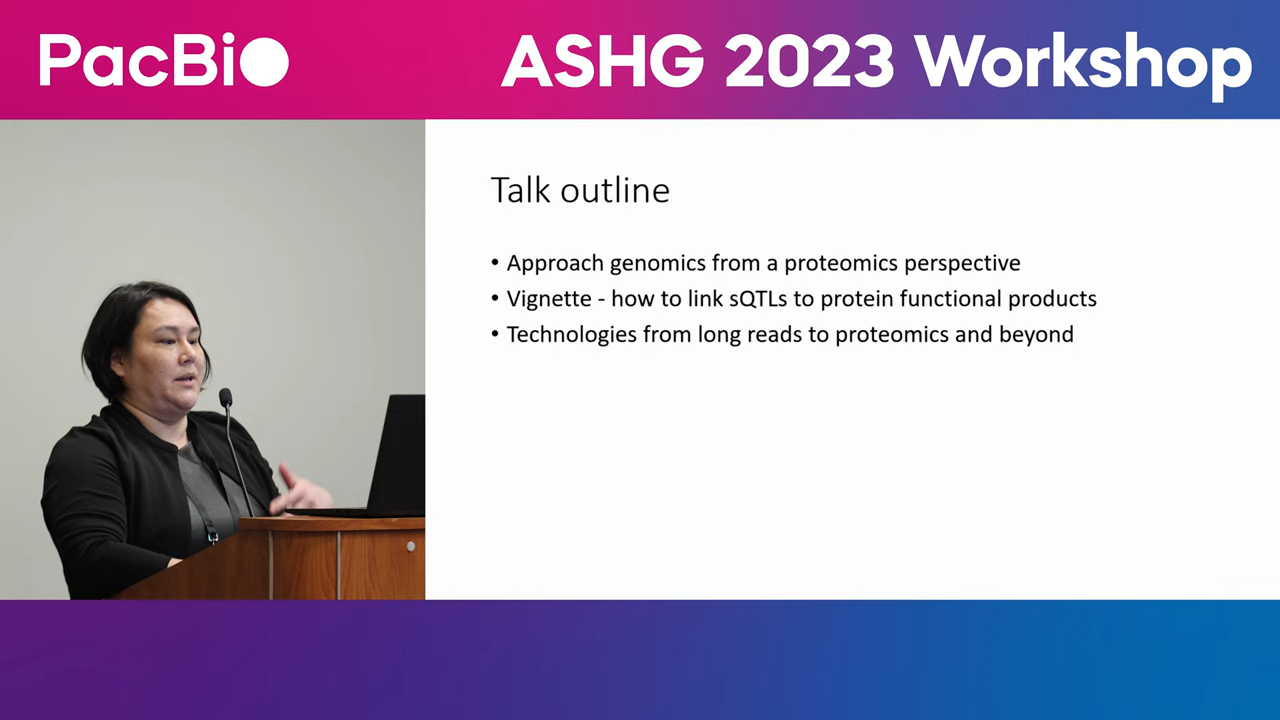 PacBio
ASHG 2023 Workshop
Talk outline
• Approach genomics from a proteomics perspective
• Vignette - how to link sQTLs to protein functional products
• Technologies from long reads to proteomics and beyond